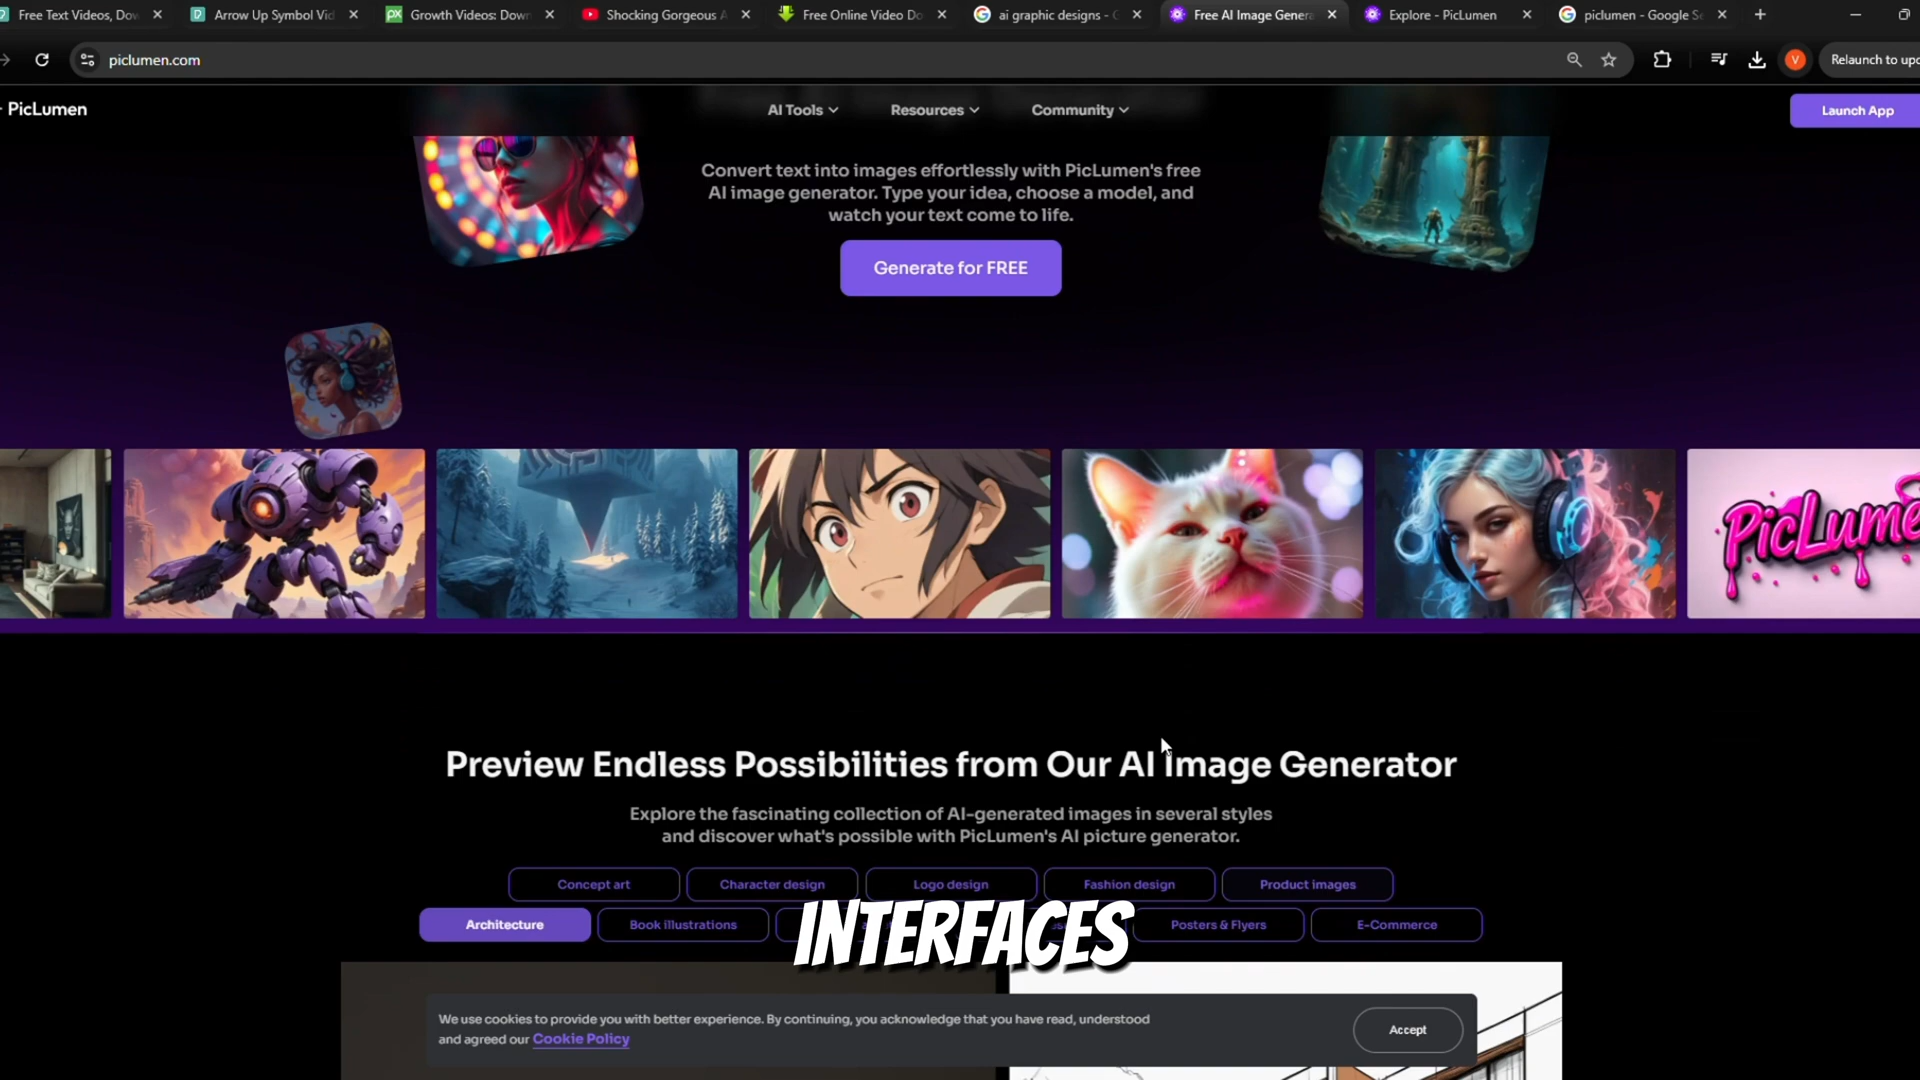 Free Text Videos, Dov
Arrow Up Symbol Vid
Growth Videos: Down
Shocking Gorgeous A
Free Online Video Do
ai graphic designs - G
Free AI Image Genera
Explore - PicLumen
piclumen - Google Se
piclumen.com
V
Relaunch to upd
PicLumen
AI Tools
Resources
Community
Launch App
Convert text into images effortlessly with PicLumen's free
AI image generator. Type your idea, choose a model, and
watch your text come to life.
Generate for FREE
PicLume
Preview Endless Possibilities from Our AI Image Generator
Explore the fascinating collection of AI-generated images in several styles
and discover what's possible with PicLumen's AI picture generator.
Concept art
Character design
Logo design
Fashion design
Product images
Architecture
Book illustrations
Posters & Flyers
E-Commerce
INTERFACES
We use cookies to provide you with better experience. By continuing, you acknowledge that you have read, understood
and agreed our Cookie Policy
Accept